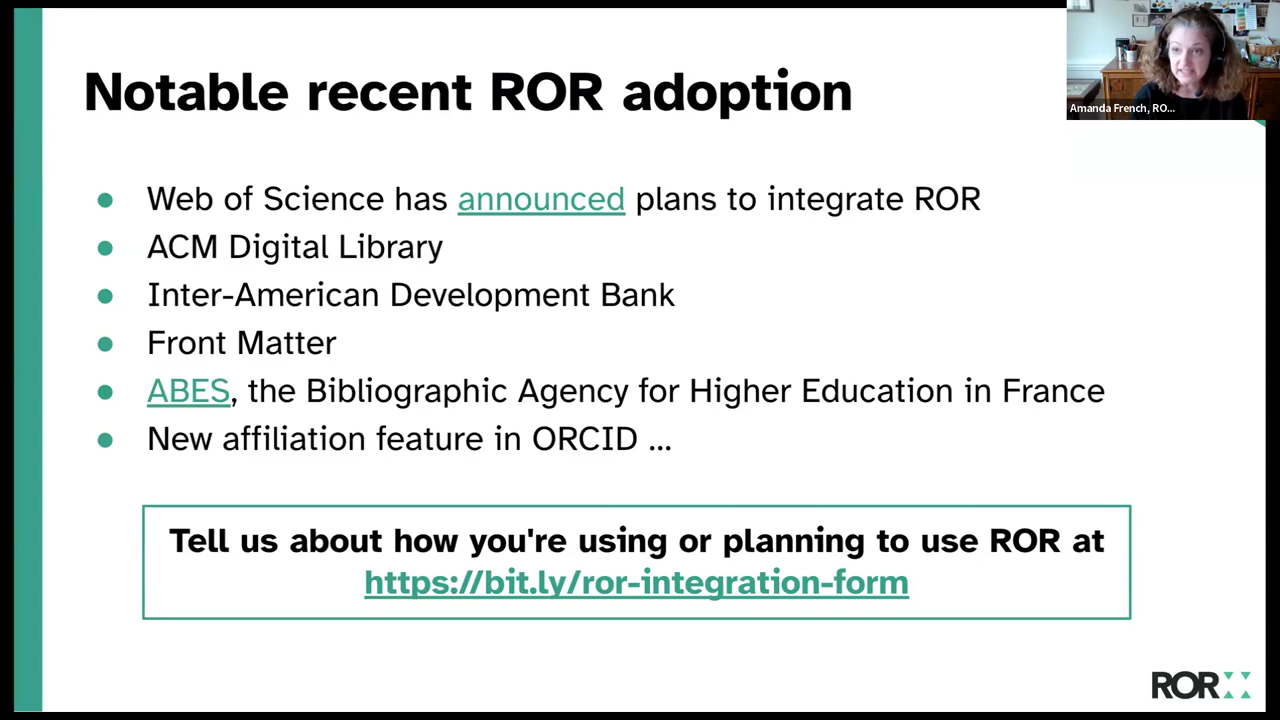 Notable recent ROR adoption
Amanda French, RO...
Web of Science has announced plans to integrate ROR
ACM Digital Library
Inter-American Development Bank
Front Matter
ABES, the Bibliographic Agency for Higher Education in France
New affiliation feature in ORCID ...
Tell us about how you're using or planning to use ROR at
https://bit.ly/ror-integration-form
ROR